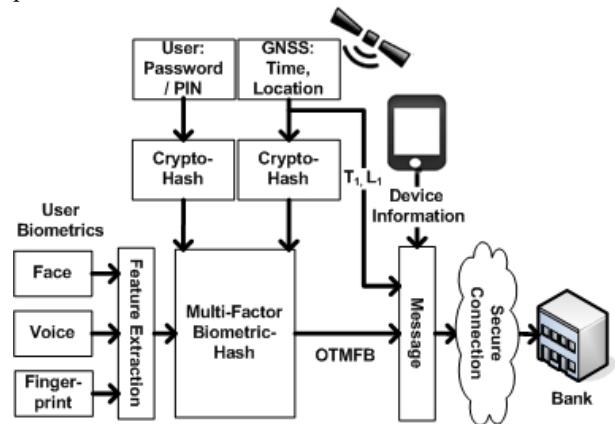 User:
Password
/ PIN
GNSS:
Time,
Location
Crypto-
Hash
Crypto-
Hash
T1, L1
Device
Information
User
Biometrics
Face
Voice
Finger-
print
Feature Extraction
Multi-Factor
Biometric-
Hash
OTMFB
Message
Secure
Connection
Bank